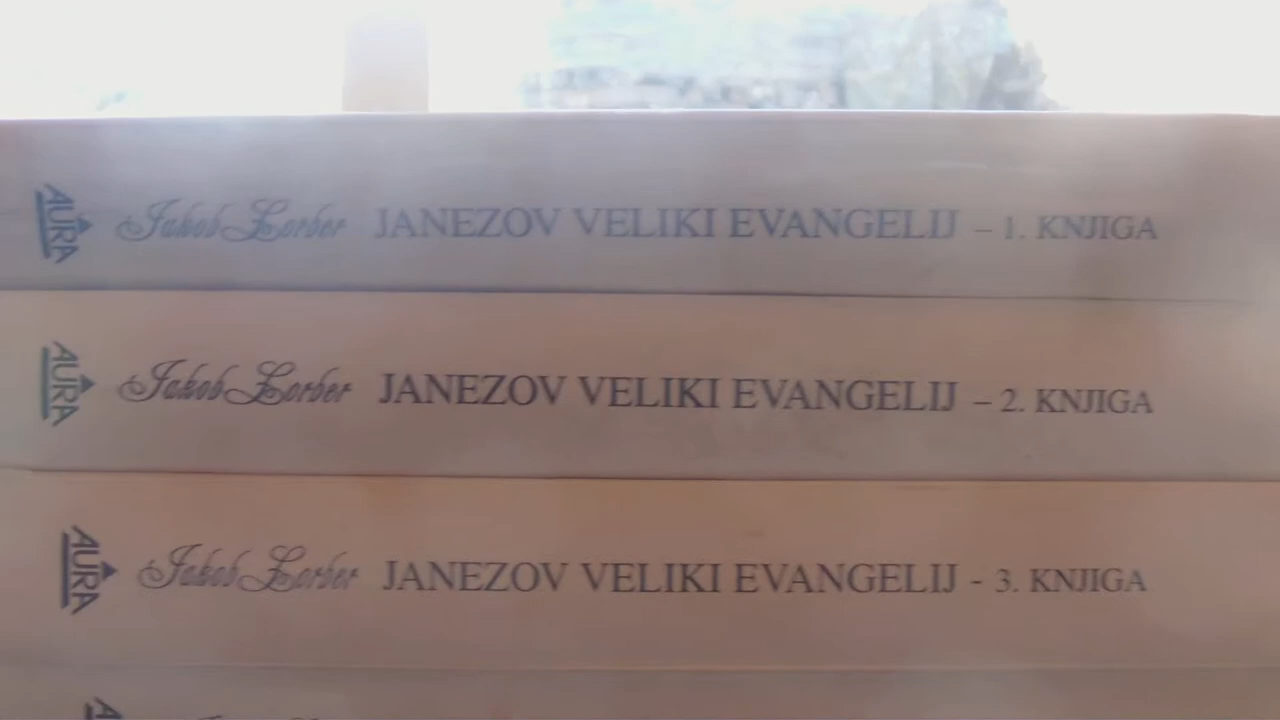 AURA Jakob Lorber JANEZOV VELIKI EVANGELIJ – 1. KNJIGA
AURA Jakob Lorber JANEZOV VELIKI EVANGELIJ – 2. KNJIGA
AURA Jakob Lorber JANEZOV VELIKI EVANGELIJ - 3. KNJIGA